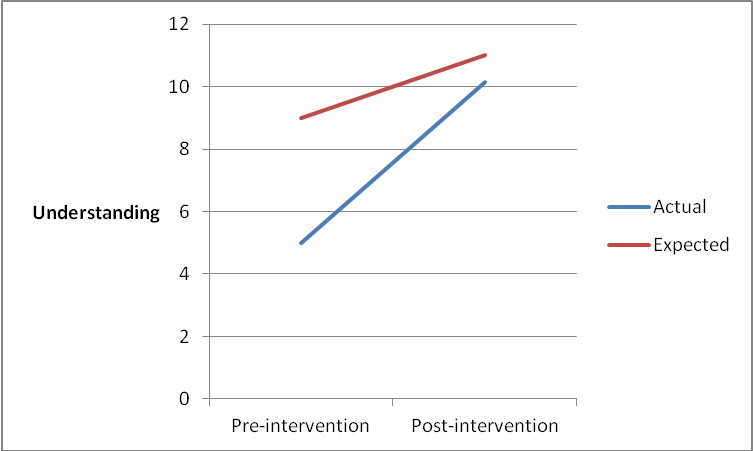 12
10
8
Understanding
6
4
2
0
Pre-intervention
Post-intervention
Actual
Expected